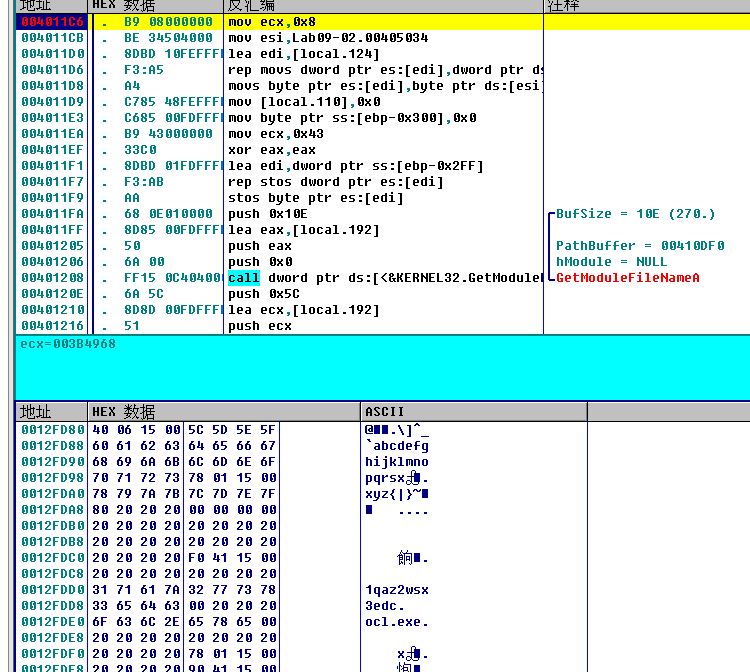 地址 HEX 数据 反汇编 注释
004011C6 . B9 08000000 mov ecx,0x8
004011CB . BE 34504000 mov esi,Lab09-02.00405034
004011D0 . 8DBD 10FEFFF lea edi,[local.124]
004011D6 . F3:A5 rep movs dword ptr es:[edi],dword ptr ds
004011D8 . A4 movs byte ptr es:[edi],byte ptr ds:[esi]
004011D9 . C785 48FEFFF mov [local.110],0x0
004011E3 . C685 00FDFFF mov byte ptr ss:[ebp-0x300],0x0
004011EA . B9 43000000 mov ecx,0x43
004011EF . 33C0 xor eax,eax
004011F1 . 8DBD 01FDFFF lea edi,dword ptr ss:[ebp-0x2FF]
004011F7 . F3:AB rep stos dword ptr es:[edi]
004011F9 . AA stos byte ptr es:[edi]
004011FA . 68 0E010000 push 0x10E BufSize = 10E (270.)
004011FF . 8D85 00FDFFF lea eax,[local.192]
00401205 . 50 push eax PathBuffer = 00410DF0
00401206 . 6A 00 push 0x0 hModule = NULL
00401208 . FF15 0C40400 call dword ptr ds:[<&KERNEL32.GetModule GetModuleFileNameA
0040120E . 6A 5C push 0x5C
00401210 . 8D8D 00FDFFF lea ecx,[local.192]
00401216 . 51 push ecx
ecx=003B4968
地址 HEX 数据 ASCII
0012FD80 40 06 15 00 5C 5D 5E 5F @.\]^_
0012FD88 60 61 62 63 64 65 66 67 `abcdefg
0012FD90 68 69 6A 6B 6C 6D 6E 6F hijklmno
0012FD98 70 71 72 73 78 01 15 00 pqrsx.
0012FDA0 78 79 7A 7B 7C 7D 7E 7F xyz{|}~
0012FDA8 80 20 20 20 00 00 00 00 ....
0012FDB0 20 20 20 20 20 20 20 20
0012FDB8 20 20 20 20 20 20 20 20
0012FDC0 20 20 20 20 F0 41 15 00 .
0012FDC8 20 20 20 20 20 20 20 20
0012FDD0 31 71 61 7A 32 77 73 78 1qaz2wsx
0012FDD8 33 65 64 63 00 20 20 20 3edc.
0012FDE0 6F 63 6C 2E 65 78 65 00 ocl.exe.
0012FDE8 20 20 20 20 20 20 20 20
0012FDF0 20 20 20 20 78 01 15 00 x.
0012FDF8 20 20 20 20 90 41 15 00